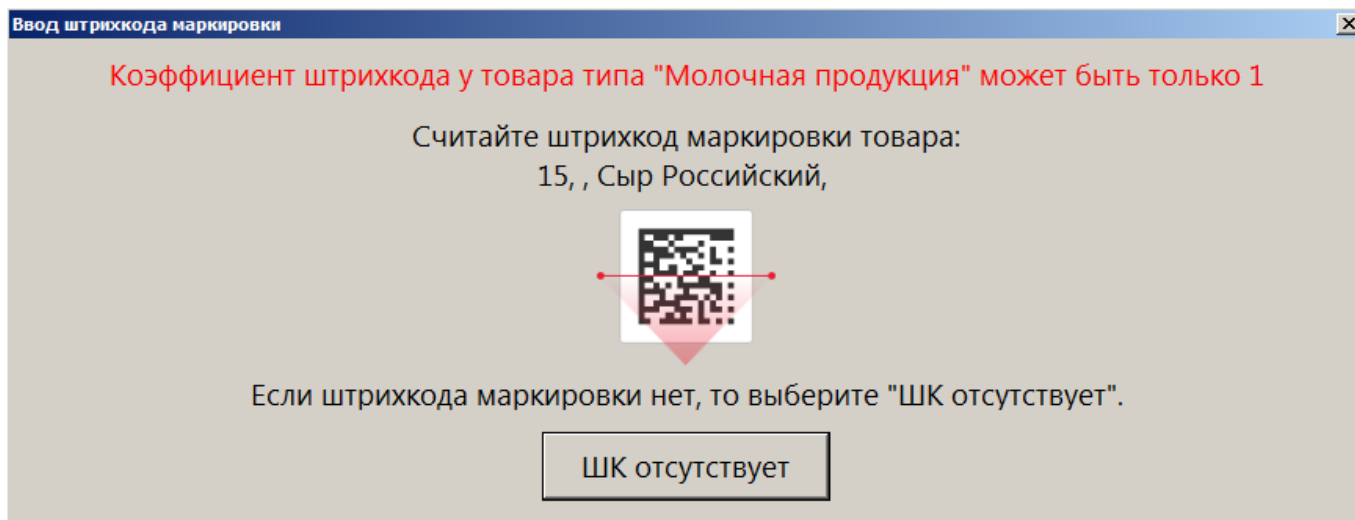 Ввод штрихкода маркировки
Коэффициент штрихкода у товара типа "Молочная продукция" может быть только 1
Считайте штрихкод маркировки товара:
15, , Сыр Российский,
Если штрихкода маркировки нет, то выберите "ШК отсутствует".
ШК отсутствует